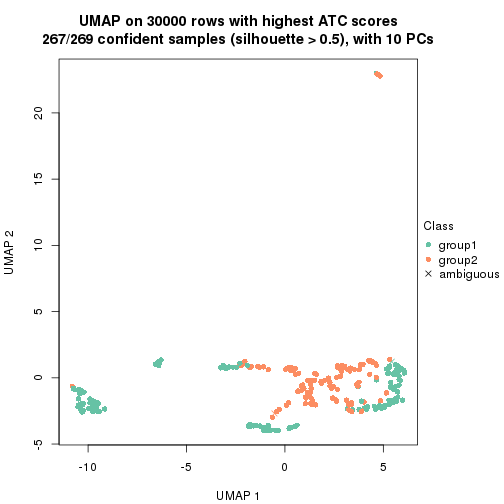 UMAP on 30000 rows with highest ATC scores
267/269 confident samples (silhouette > 0.5), with 10 PCs
20
15
10
5
0
-5
UMAP 2
-10
-5
0
5
UMAP 1
Class
group1
group2
ambiguous